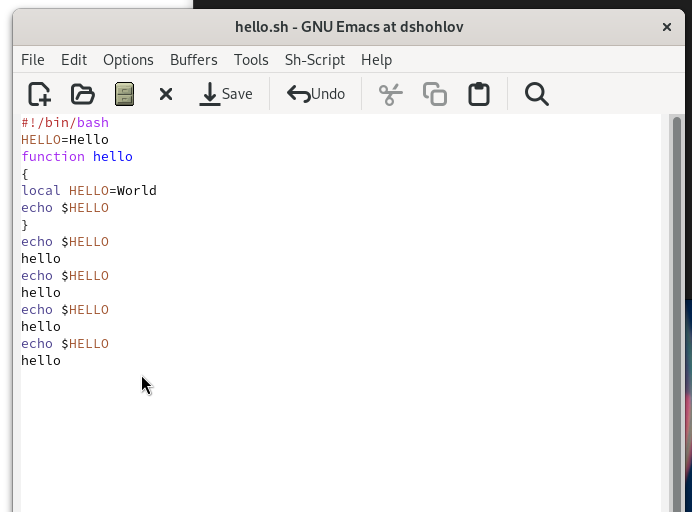 hello.sh - GNU Emacs at dshohlov
File Edit Options Buffers Tools Sh-Script Help
Save Undo
#!/bin/bash
HELLO=Hello
function hello
{
local HELLO=World
echo $HELLO
}
echo $HELLO
hello
echo $HELLO
hello
echo $HELLO
hello
echo $HELLO
hello